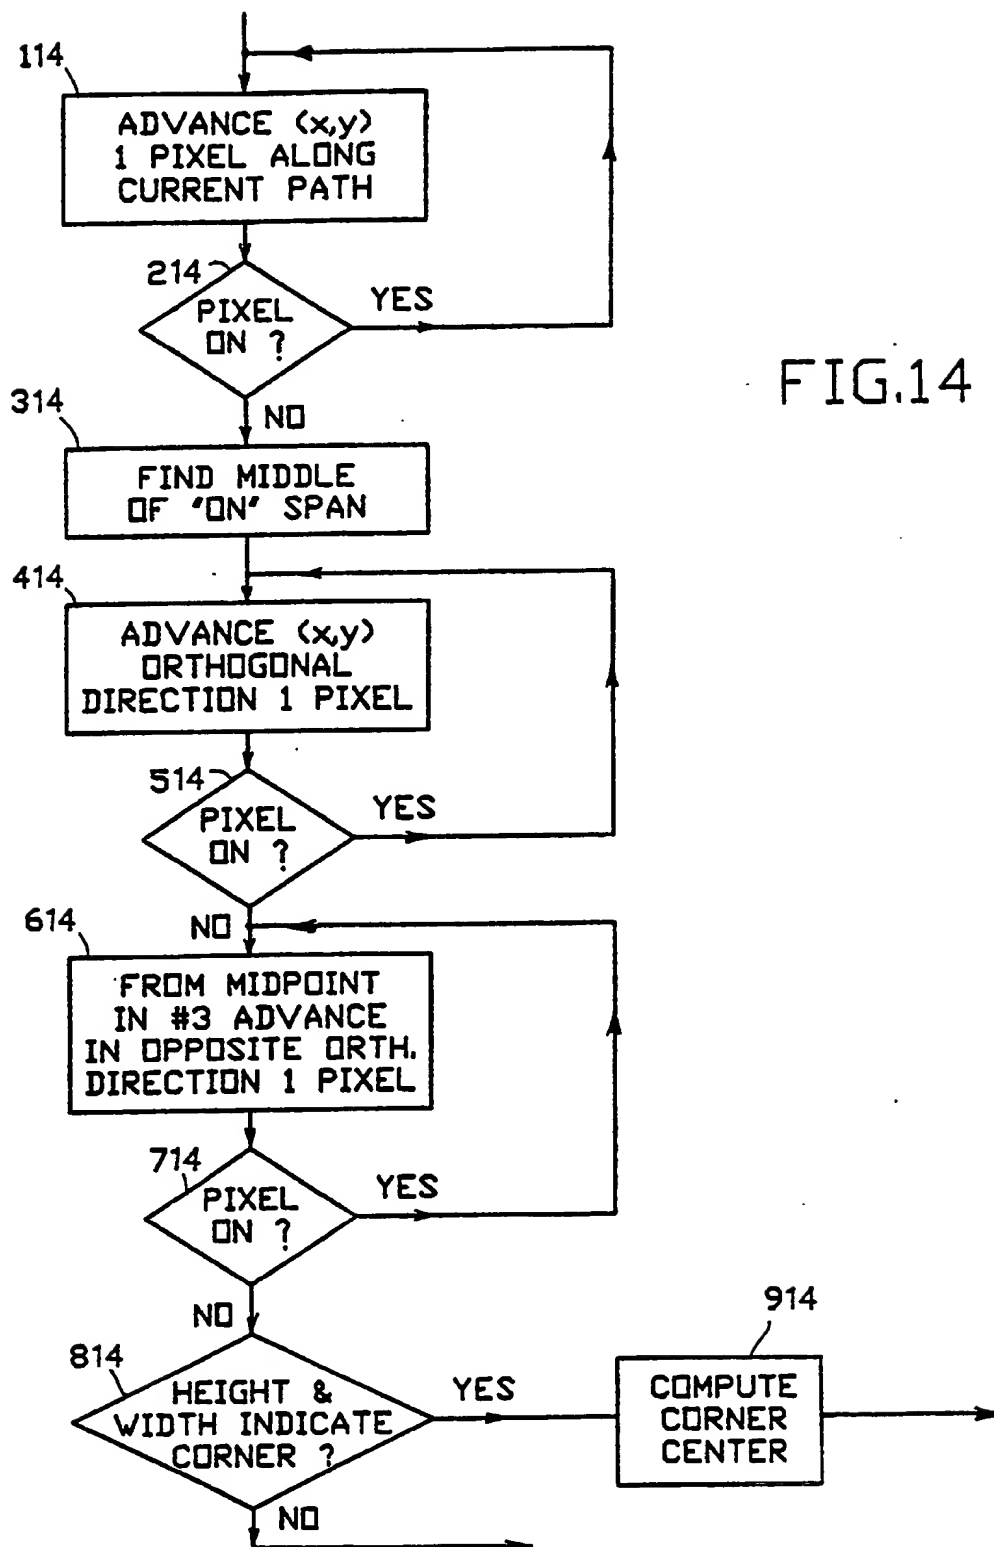 114
ADVANCE (x,y)
1 PIXEL ALONG
CURRENT PATH
214
PIXEL
ON ?
YES
FIG.14
314
NO
FIND MIDDLE
OF "ON" SPAN
414
ADVANCE (x,y)
ORTHOGONAL
DIRECTION 1 PIXEL
514
PIXEL
ON ?
YES
614
NO
FROM MIDPOINT
IN #3 ADVANCE
IN OPPOSITE ORTH.
DIRECTION 1 PIXEL
714
PIXEL
ON ?
YES
NO
814
HEIGHT &
WIDTH INDICATE
CORNER ?
YES
914
COMPUTE
CORNER
CENTER
NO